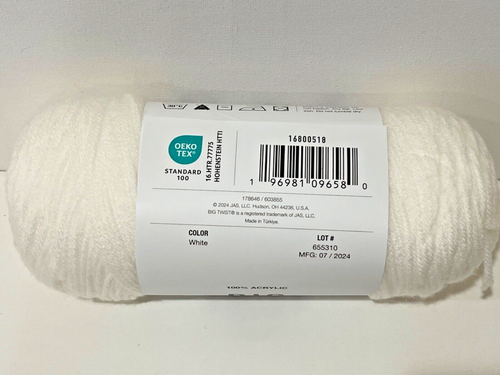 30°C
OEKO
TEX®
STANDARD
100
16.HTR.77775
HOHENSTEIN HTTI
16800518
1 96981 09658 0
178646 / 603855
© 2024 JAS, LLC. Hudson, OH 44236, U.S.A.
BIG TWIST® is a registered trademark of JAS, LLC.
Made in Türkiye
COLOR
White
LOT #
655310
MFG: 07 / 2024
100% ACRYLIC